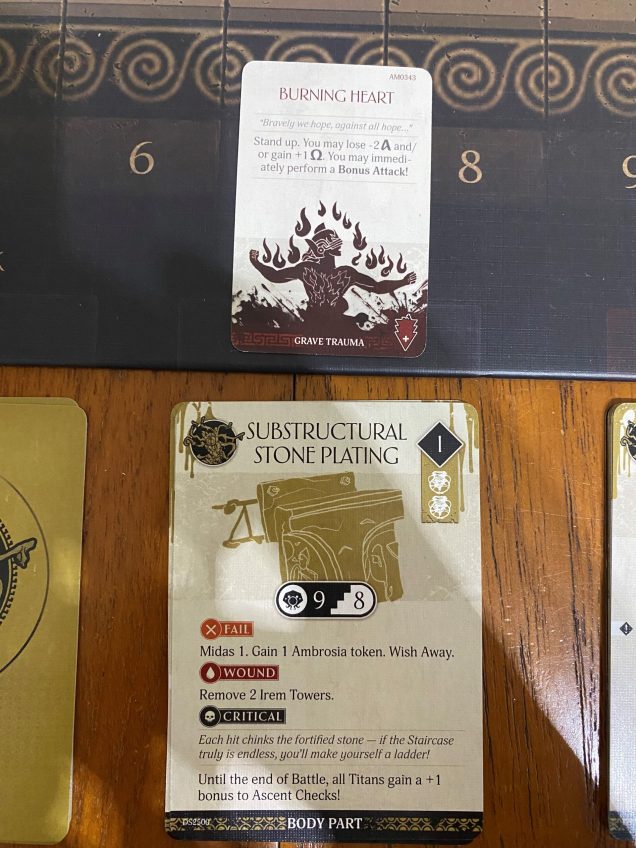 AM0343
BURNING HEART
"Bravely we hope, against all hope..."
Stand up. You may lose -2 A and/
or gain +1 Ω. You may immedi-
ately perform a Bonus Attack!
6
8
9
GRAVE TRAUMA
SUBSTRUCTURAL
STONE PLATING
I
9 8
FAIL
Midas 1. Gain 1 Ambrosia token. Wish Away.
WOUND
Remove 2 Irem Towers.
CRITICAL
Each hit chinks the fortified stone — if the Staircase
truly is endless, you'll make yourself a ladder!
Until the end of Battle, all Titans gain a +1
bonus to Ascent Checks!
BODY PART